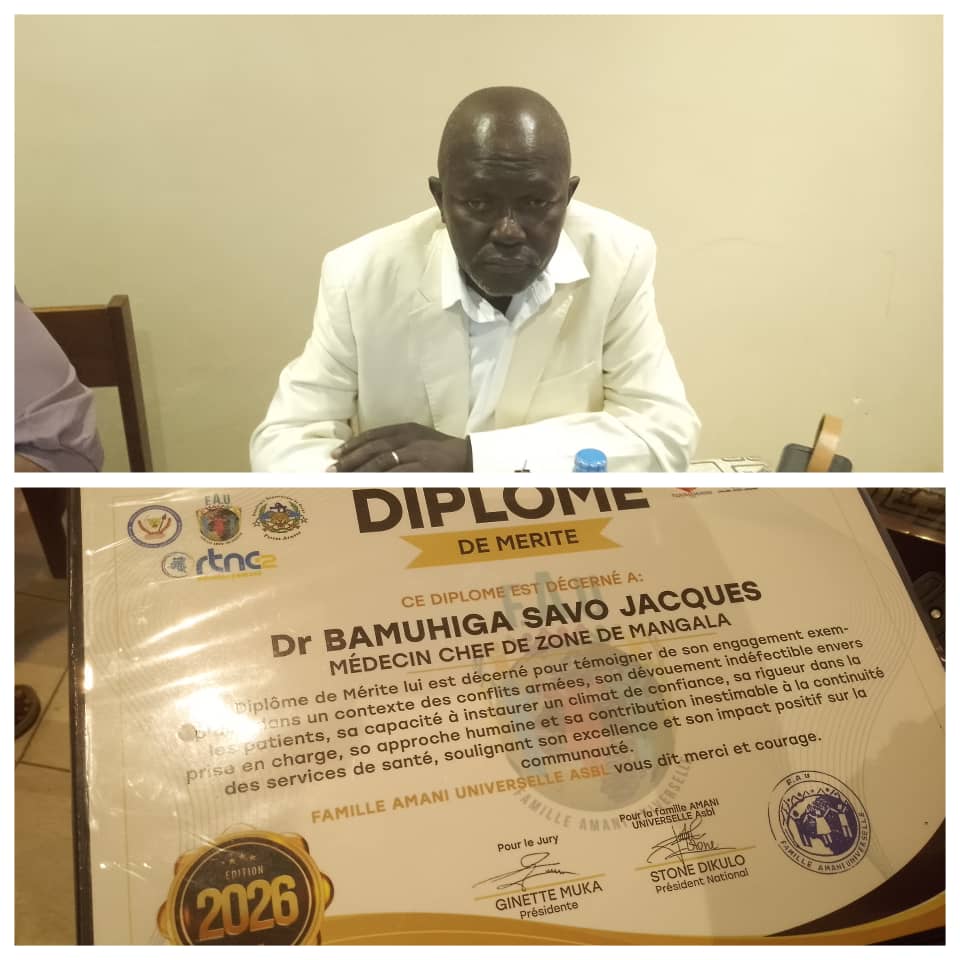 F.A.U
rtnc2
DIPLÔME
DE MERITE
CE DIPLOME EST DÉCERNÉ A:
Dr BAMUHIGA SAVO JACQUES
MÉDECIN CHEF DE ZONE DE MANGALA
Diplôme de Mérite lui est décerné pour témoigner de son engagement exem-
dans un contexte des conflits armées, son dévouement indéfectible envers
les patients, sa capacité à instaurer un climat de confiance, sa rigueur dans la
prise en charge, so approche humaine et sa contribution inestimable à la continuité
des services de santé, soulignant son excellence et son impact positif sur la
communauté.
FAMILLE AMANI UNIVERSELLE ASBL vous dit merci et courage.
Pour le Jury
GINETTE MUKA
Présidente
Pour la famille AMANI
UNIVERSELLE Asbl
STONE DIKULO
Président National
F.A.U
FAMILLE AMANI UNIVERSELLE
EDITION
2026